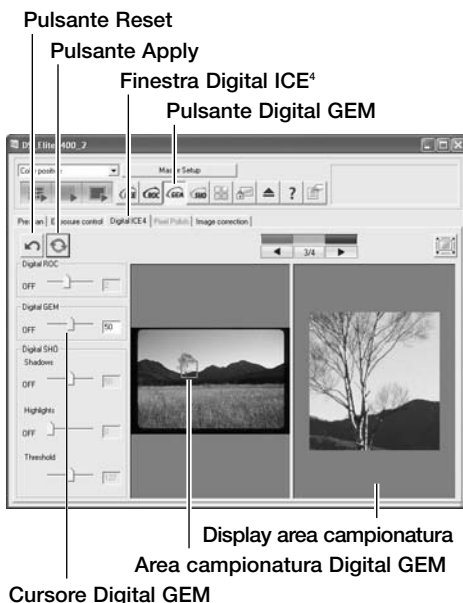 Pulsante Reset
Pulsante Apply
Finestra Digital ICE⁴
Pulsante Digital GEM
Color positive
Master Setup
Prescan
Exposure control
Digital ICE4
Pixel Polish
Image correction
3/4
Digital ROC
OFF
Digital GEM
OFF 50
Digital SHO
Shadows
OFF
Highlights
OFF
Threshold
Display area campionatura
Area campionatura Digital GEM
Cursore Digital GEM